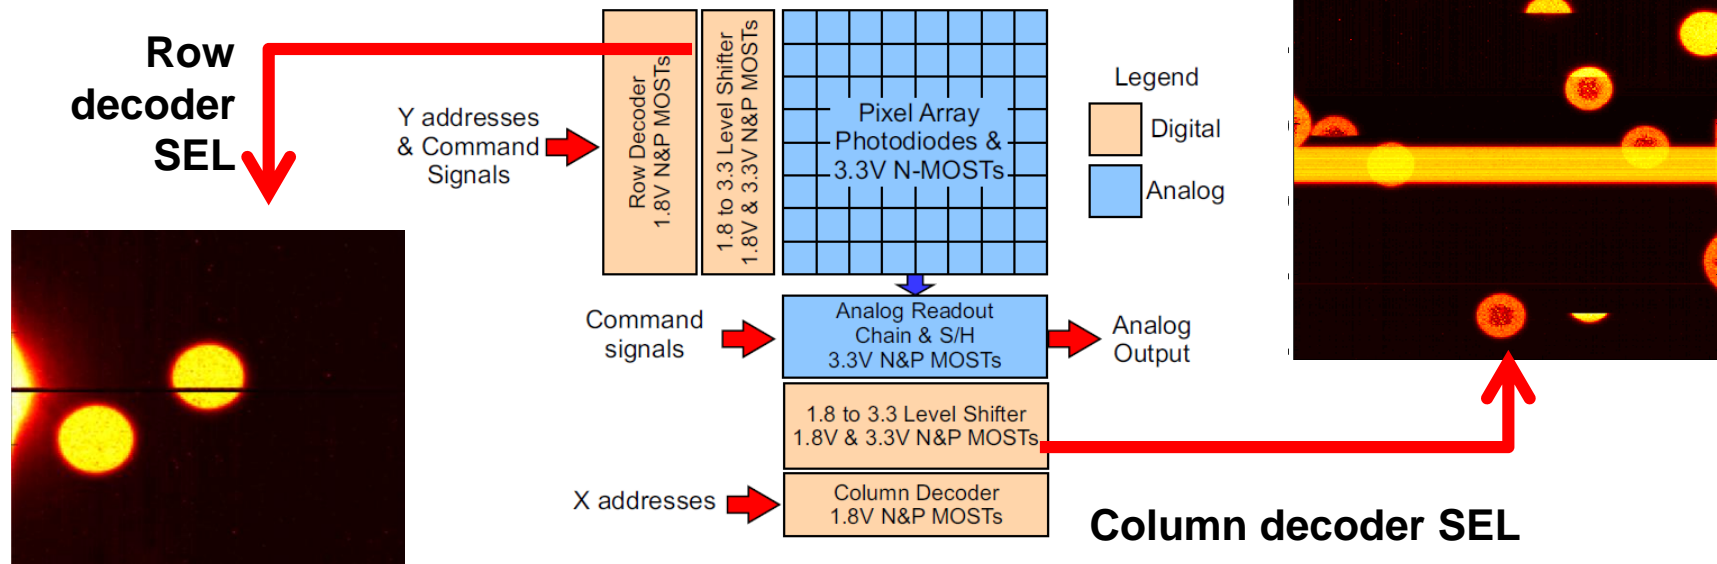 Row
decoder
SEL
Y addresses
& Command
Signals
Row Decoder
1.8V N&P MOSTs
1.8 to 3.3 Level Shifter
1.8V & 3.3V N&P MOSTs
Pixel Array
Photodiodes &
3.3V N-MOSTs
Legend
Digital
Analog
Command
signals
Analog Readout
Chain & S/H
3.3V N&P MOSTs
Analog
Output
1.8 to 3.3 Level Shifter
1.8V & 3.3V N&P MOSTs
X addresses
Column Decoder
1.8V N&P MOSTs
Column decoder SEL